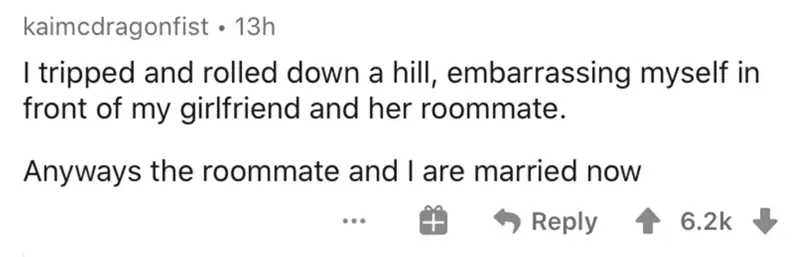 kaimcdragonfist • 13h
I tripped and rolled down a hill, embarrassing myself in
front of my girlfriend and her roommate.
Anyways the roommate and I are married now
... Reply 6.2k